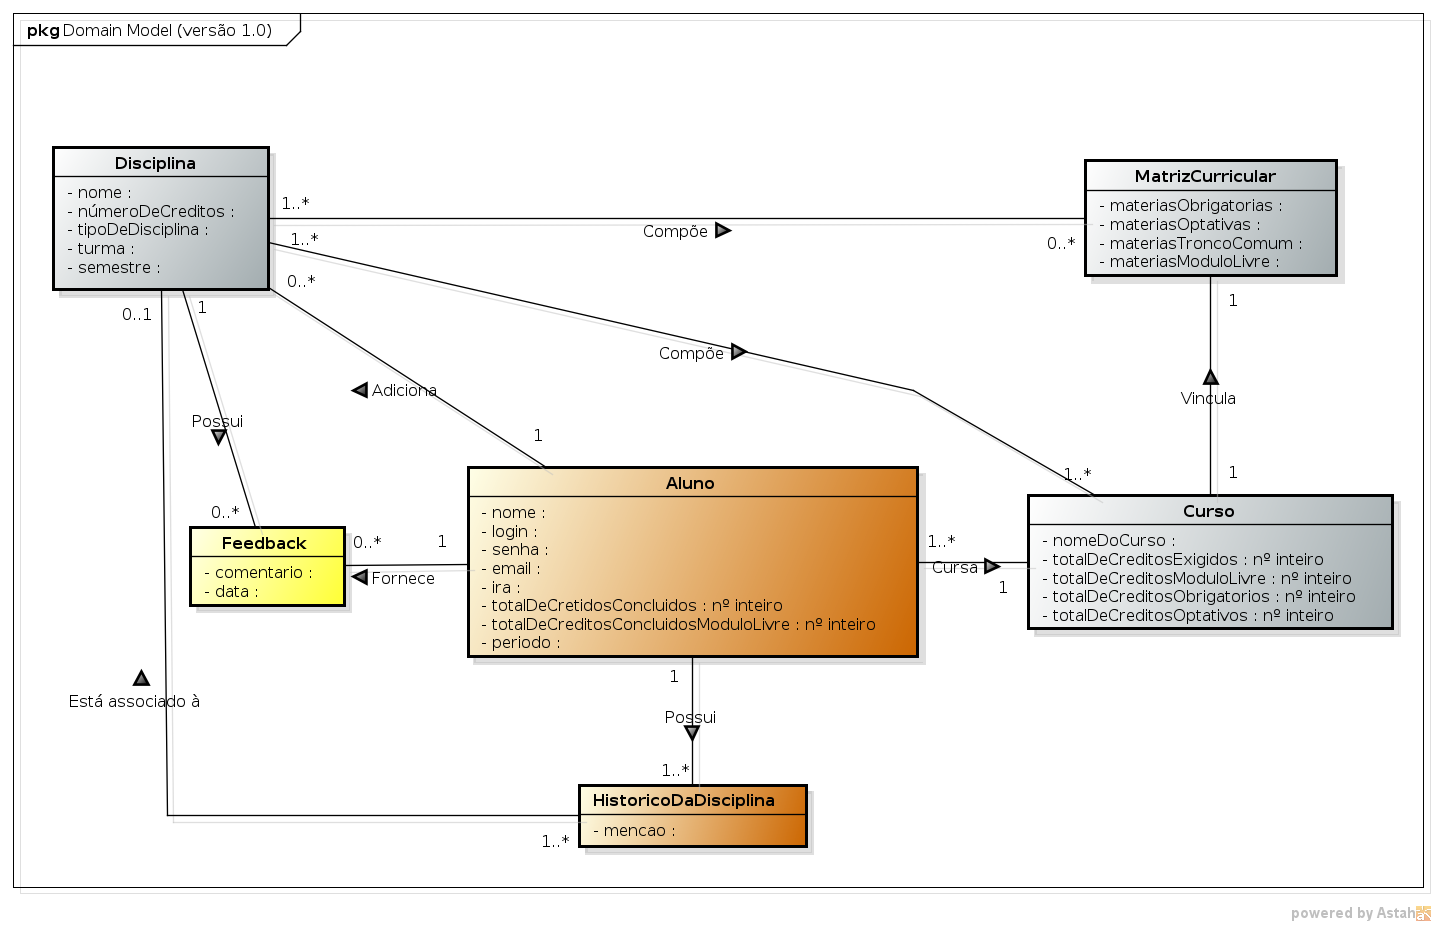 pkg Domain Model (versão 1.0)
Disciplina
- nome :
- númeroDeCreditos :
- tipoDeDisciplina :
- turma :
- semestre :
MatrizCurricular
- materiasObrigatorias :
- materiasOptativas :
- materiasTroncoComum :
- materiasModuloLivre :
1..*
Compõe
0..*
1..*
Compõe
1..*
0..*
Adiciona
1
0..1
1
Possui
0..*
1
Vincula
1
Feedback
- comentario :
- data :
0..*
1
Fornece
Aluno
- nome :
- login :
- senha :
- email :
- ira :
- totalDeCretidosConcluidos : nº inteiro
- totalDeCreditosConcluidosModuloLivre : nº inteiro
- periodo :
1..*
Cursa
1
Curso
- nomeDoCurso :
- totalDeCreditosExigidos : nº inteiro
- totalDeCreditosModuloLivre : nº inteiro
- totalDeCreditosObrigatorios : nº inteiro
- totalDeCreditosOptativos : nº inteiro
Está associado à
1
Possui
1..*
HistoricoDaDisciplina
- mencao :
1..*
powered by Astah